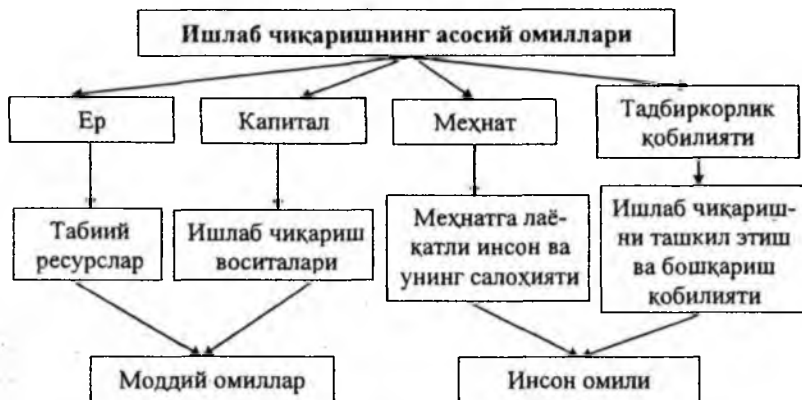 Ишлаб чиқаришнинг асосий омиллари
Ер
Капитал
Меҳнат
Тадбиркорлик
қобилияти
Табиий
ресурслар
Ишлаб чиқариш
воситалари
Меҳнатга лаё-
қатли инсон ва
унинг салоҳияти
Ишлаб чиқариш-
ни ташкил этиш
ва бошқариш
қобилияти
Моддий омиллар
Инсон омили